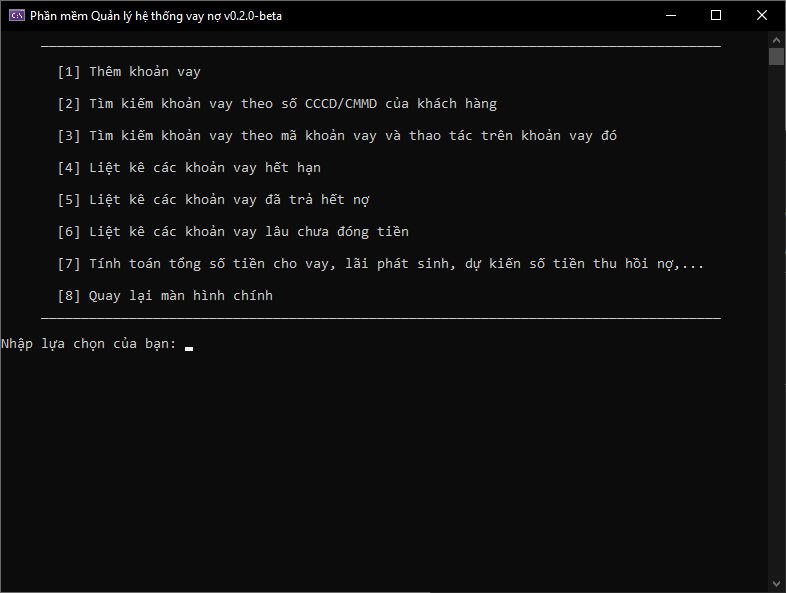 Phần mềm Quản lý hệ thống vay nợ v0.2.0-beta
[1] Thêm khoản vay
[2] Tìm kiếm khoản vay theo số CCCD/CMMD của khách hàng
[3] Tìm kiếm khoản vay theo mã khoản vay và thao tác trên khoản vay đó
[4] Liệt kê các khoản vay hết hạn
[5] Liệt kê các khoản vay đã trả hết nợ
[6] Liệt kê các khoản vay lâu chưa đóng tiền
[7] Tính toán tổng số tiền cho vay, lãi phát sinh, dự kiến số tiền thu hồi nợ,...
[8] Quay lại màn hình chính
Nhập lựa chọn của bạn: